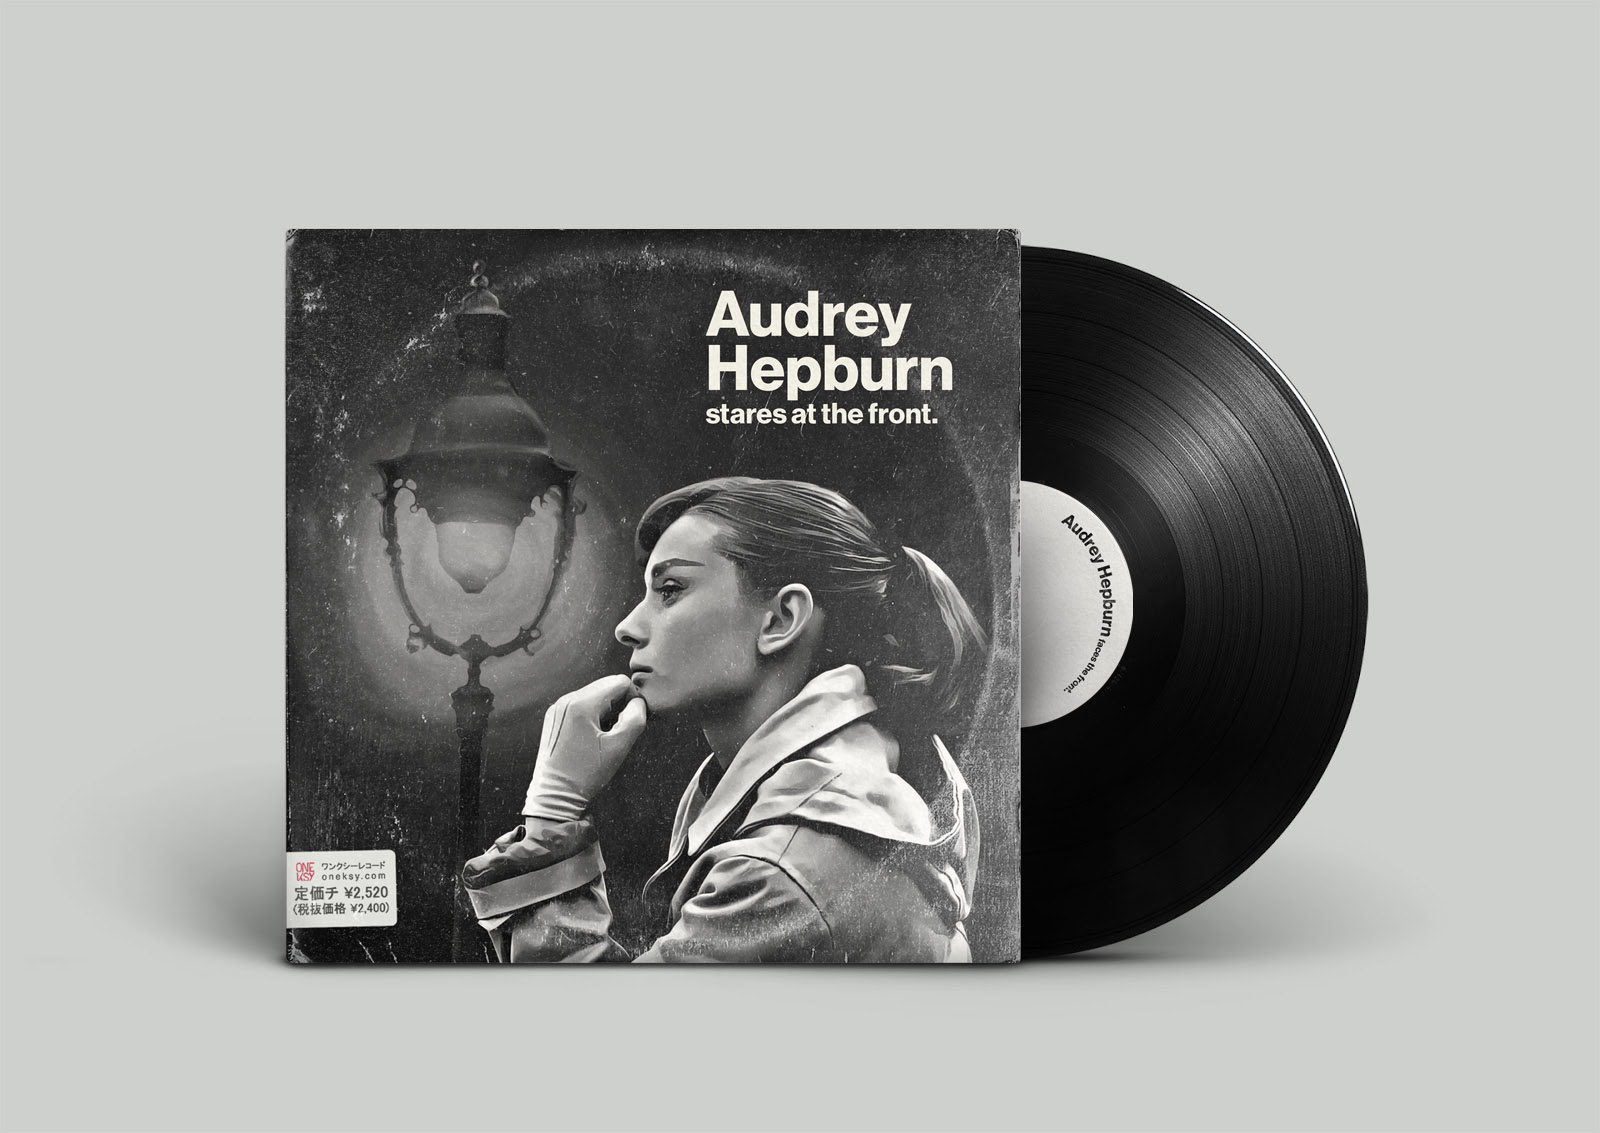 Audrey
Hepburn
stares at the front.
Audrey Hepburn faces the front.
ONE
KSY
ワンクシーレコード
oneksy.com
定価チ ¥2,520
(税抜価格 ¥2,400)